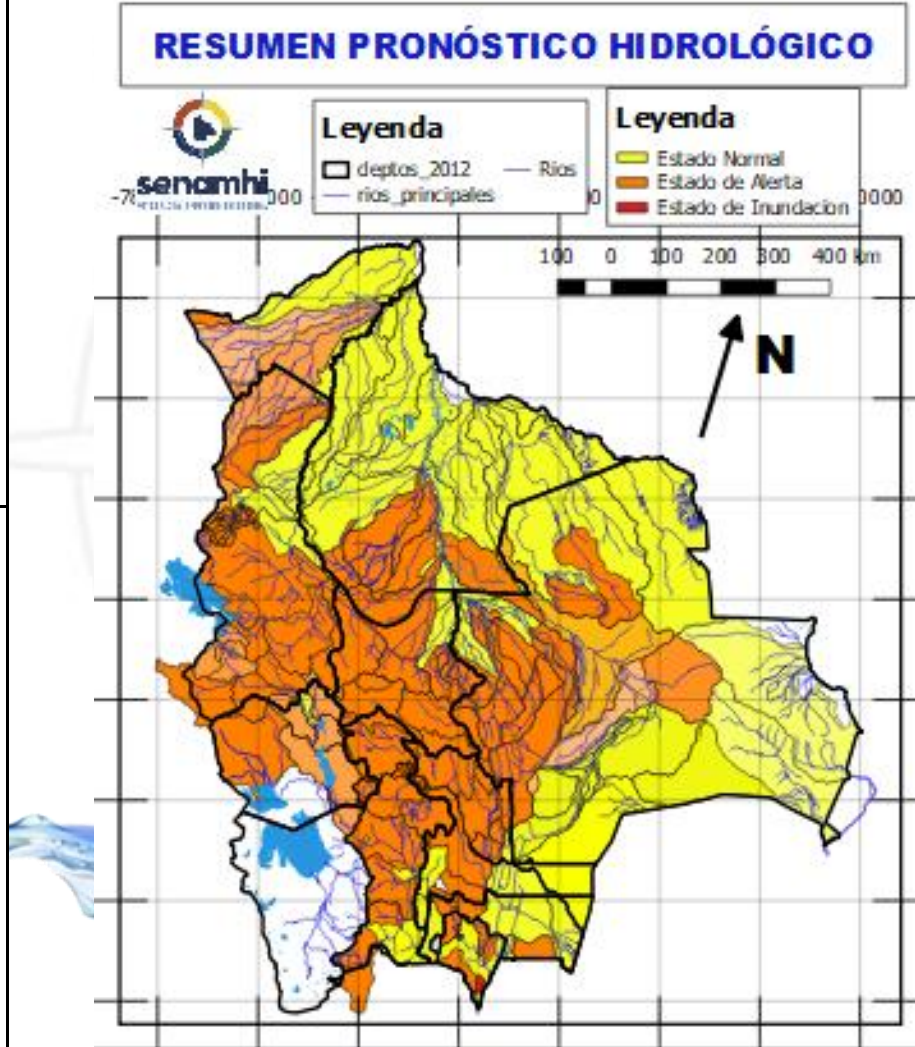 RESUMEN PRONÓSTICO HIDROLÓGICO
senamhi
Leyenda
deptos_2012
Rios
rios_principales
Leyenda
Estado Normal
Estado de Alerta
Estado de Inundacion
100 0 100 200 300 400 km
N